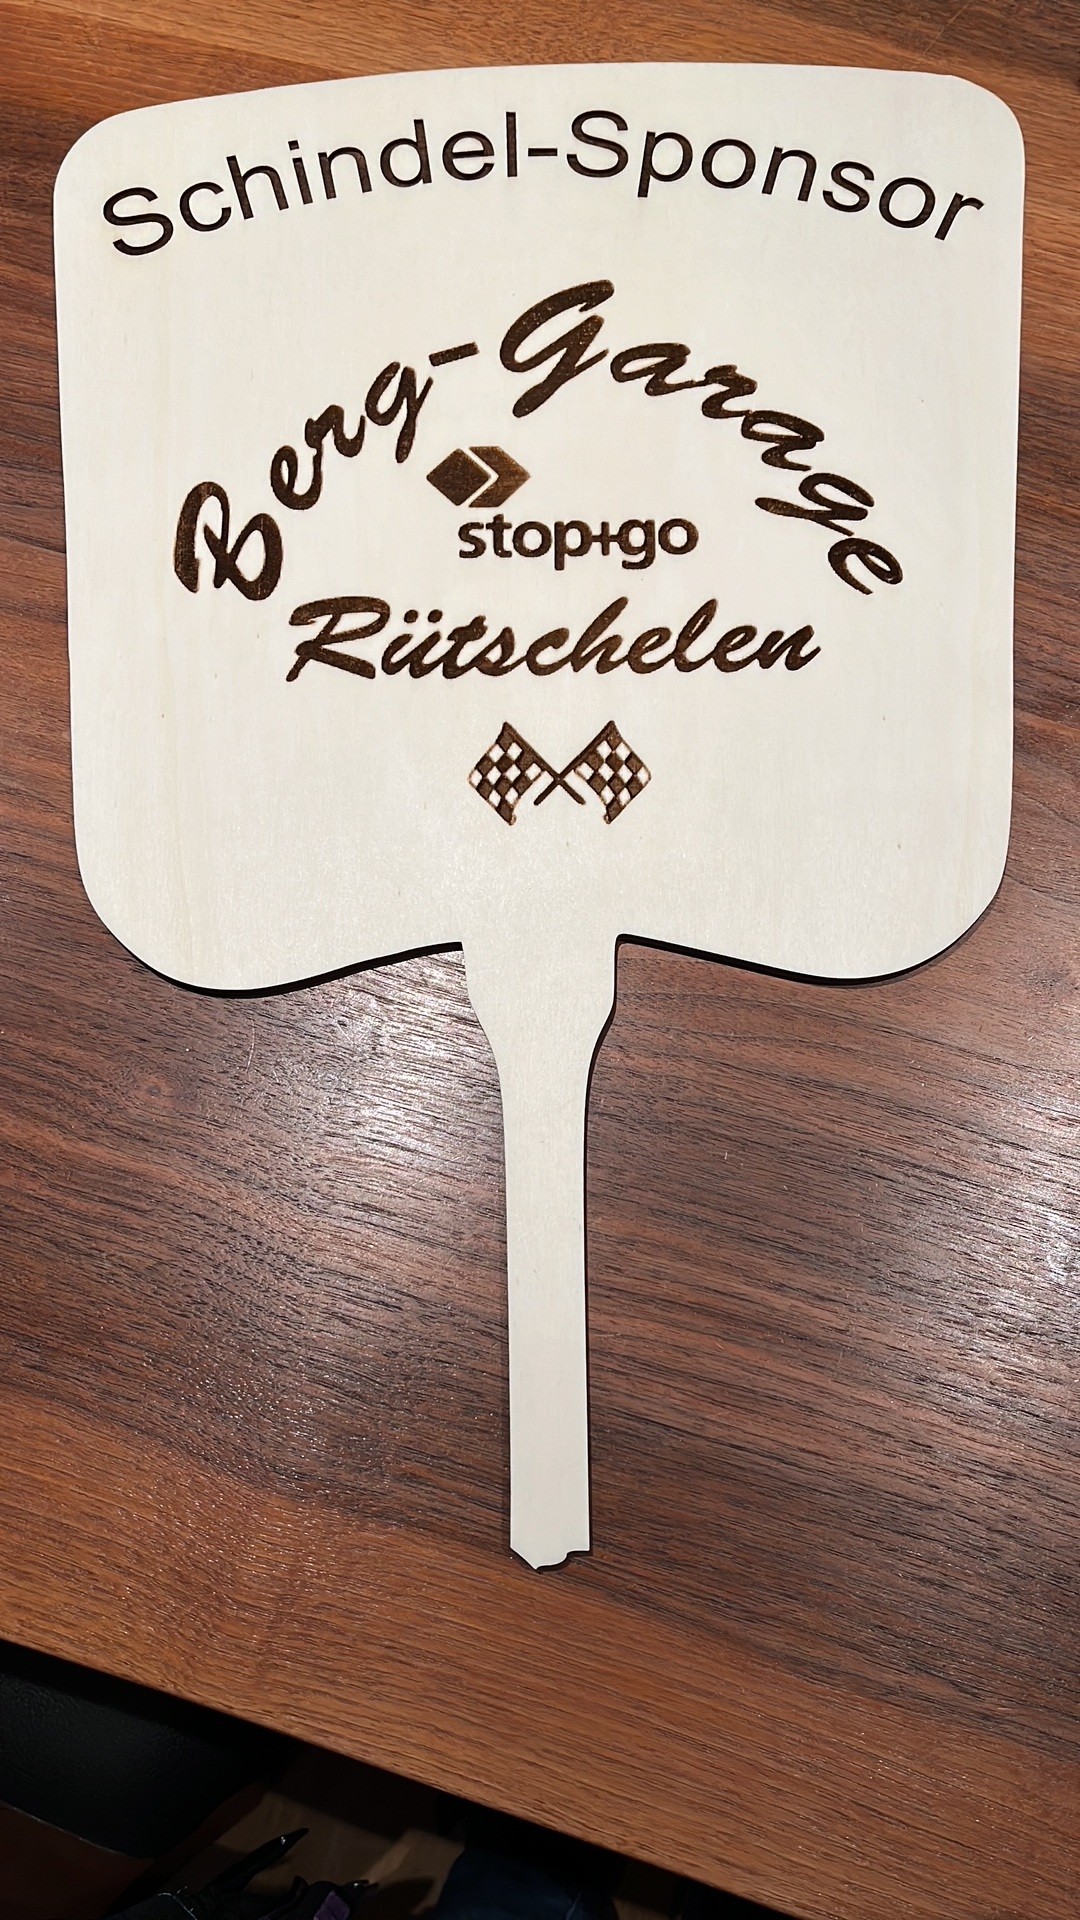 Schindel-Sponsor
Berg-Garage
stop+go
Rütschelen